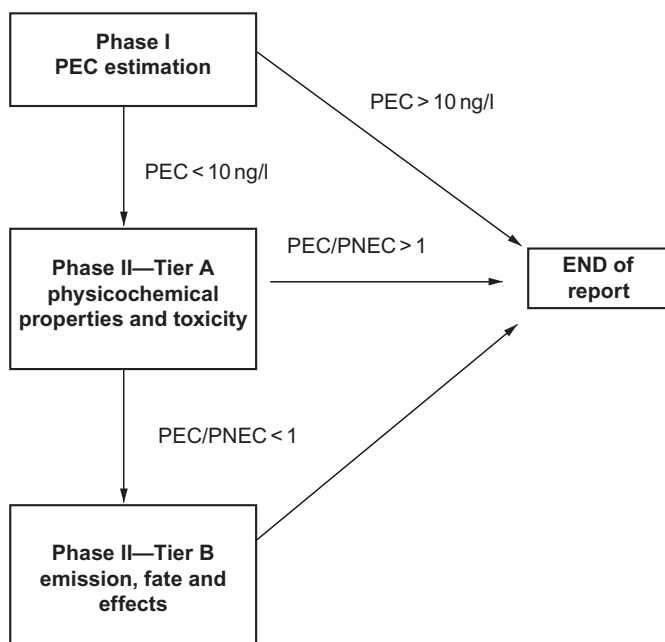 Phase I
PEC estimation
PEC > 10 ng/l
PEC < 10 ng/l
Phase II—Tier A
physicochemical
properties and toxicity
PEC/PNEC > 1
END of
report
PEC/PNEC < 1
Phase II—Tier B
emission, fate and
effects